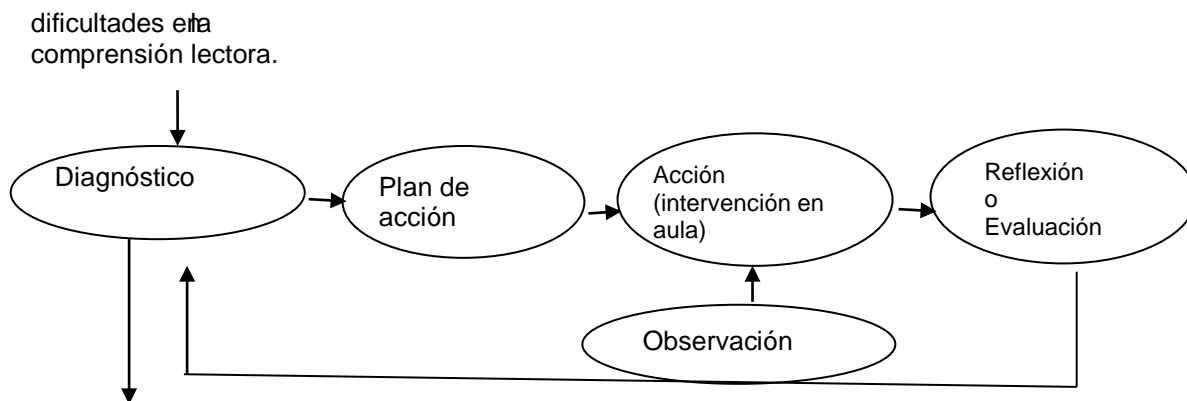 dificultades en la
comprensión lectora.
Diagnóstico
Plan de
acción
Acción
(intervención en
aula)
Reflexión
o
Evaluación
Observación